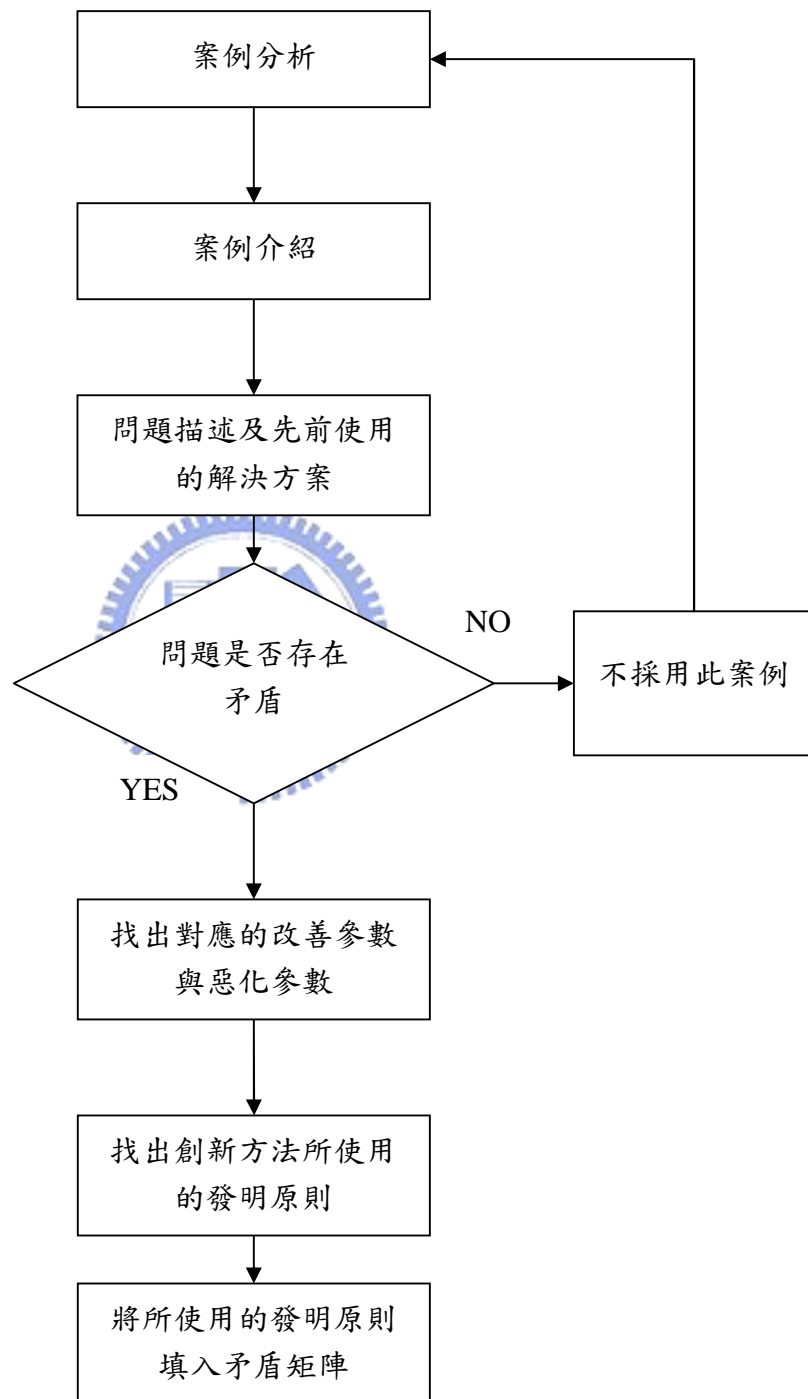 案例分析
案例介紹
問題描述及先前使用
的解決方案
NO
問題是否存在
矛盾
不採用此案例
YES
找出對應的改善參數
與惡化參數
找出創新方法所使用
的發明原則
將所使用的發明原則
填入矛盾矩陣